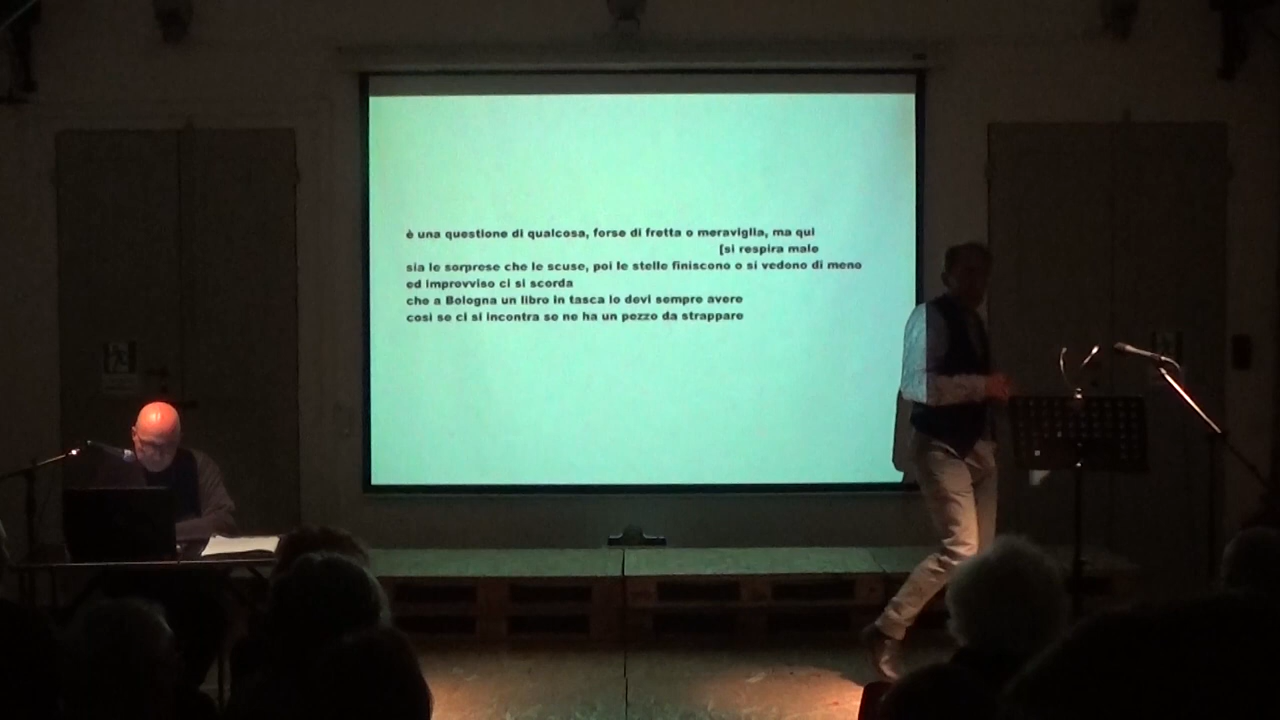 è una questione di qualcosa, forse di fretta o meraviglia, ma qui
[si respira male
sia le sorprese che le scuse, poi le stelle finiscono o si vedono di meno
ed improvviso ci si scorda
che a Bologna un libro in tasca lo devi sempre avere
così se ci si incontra se ne ha un pezzo da strappare